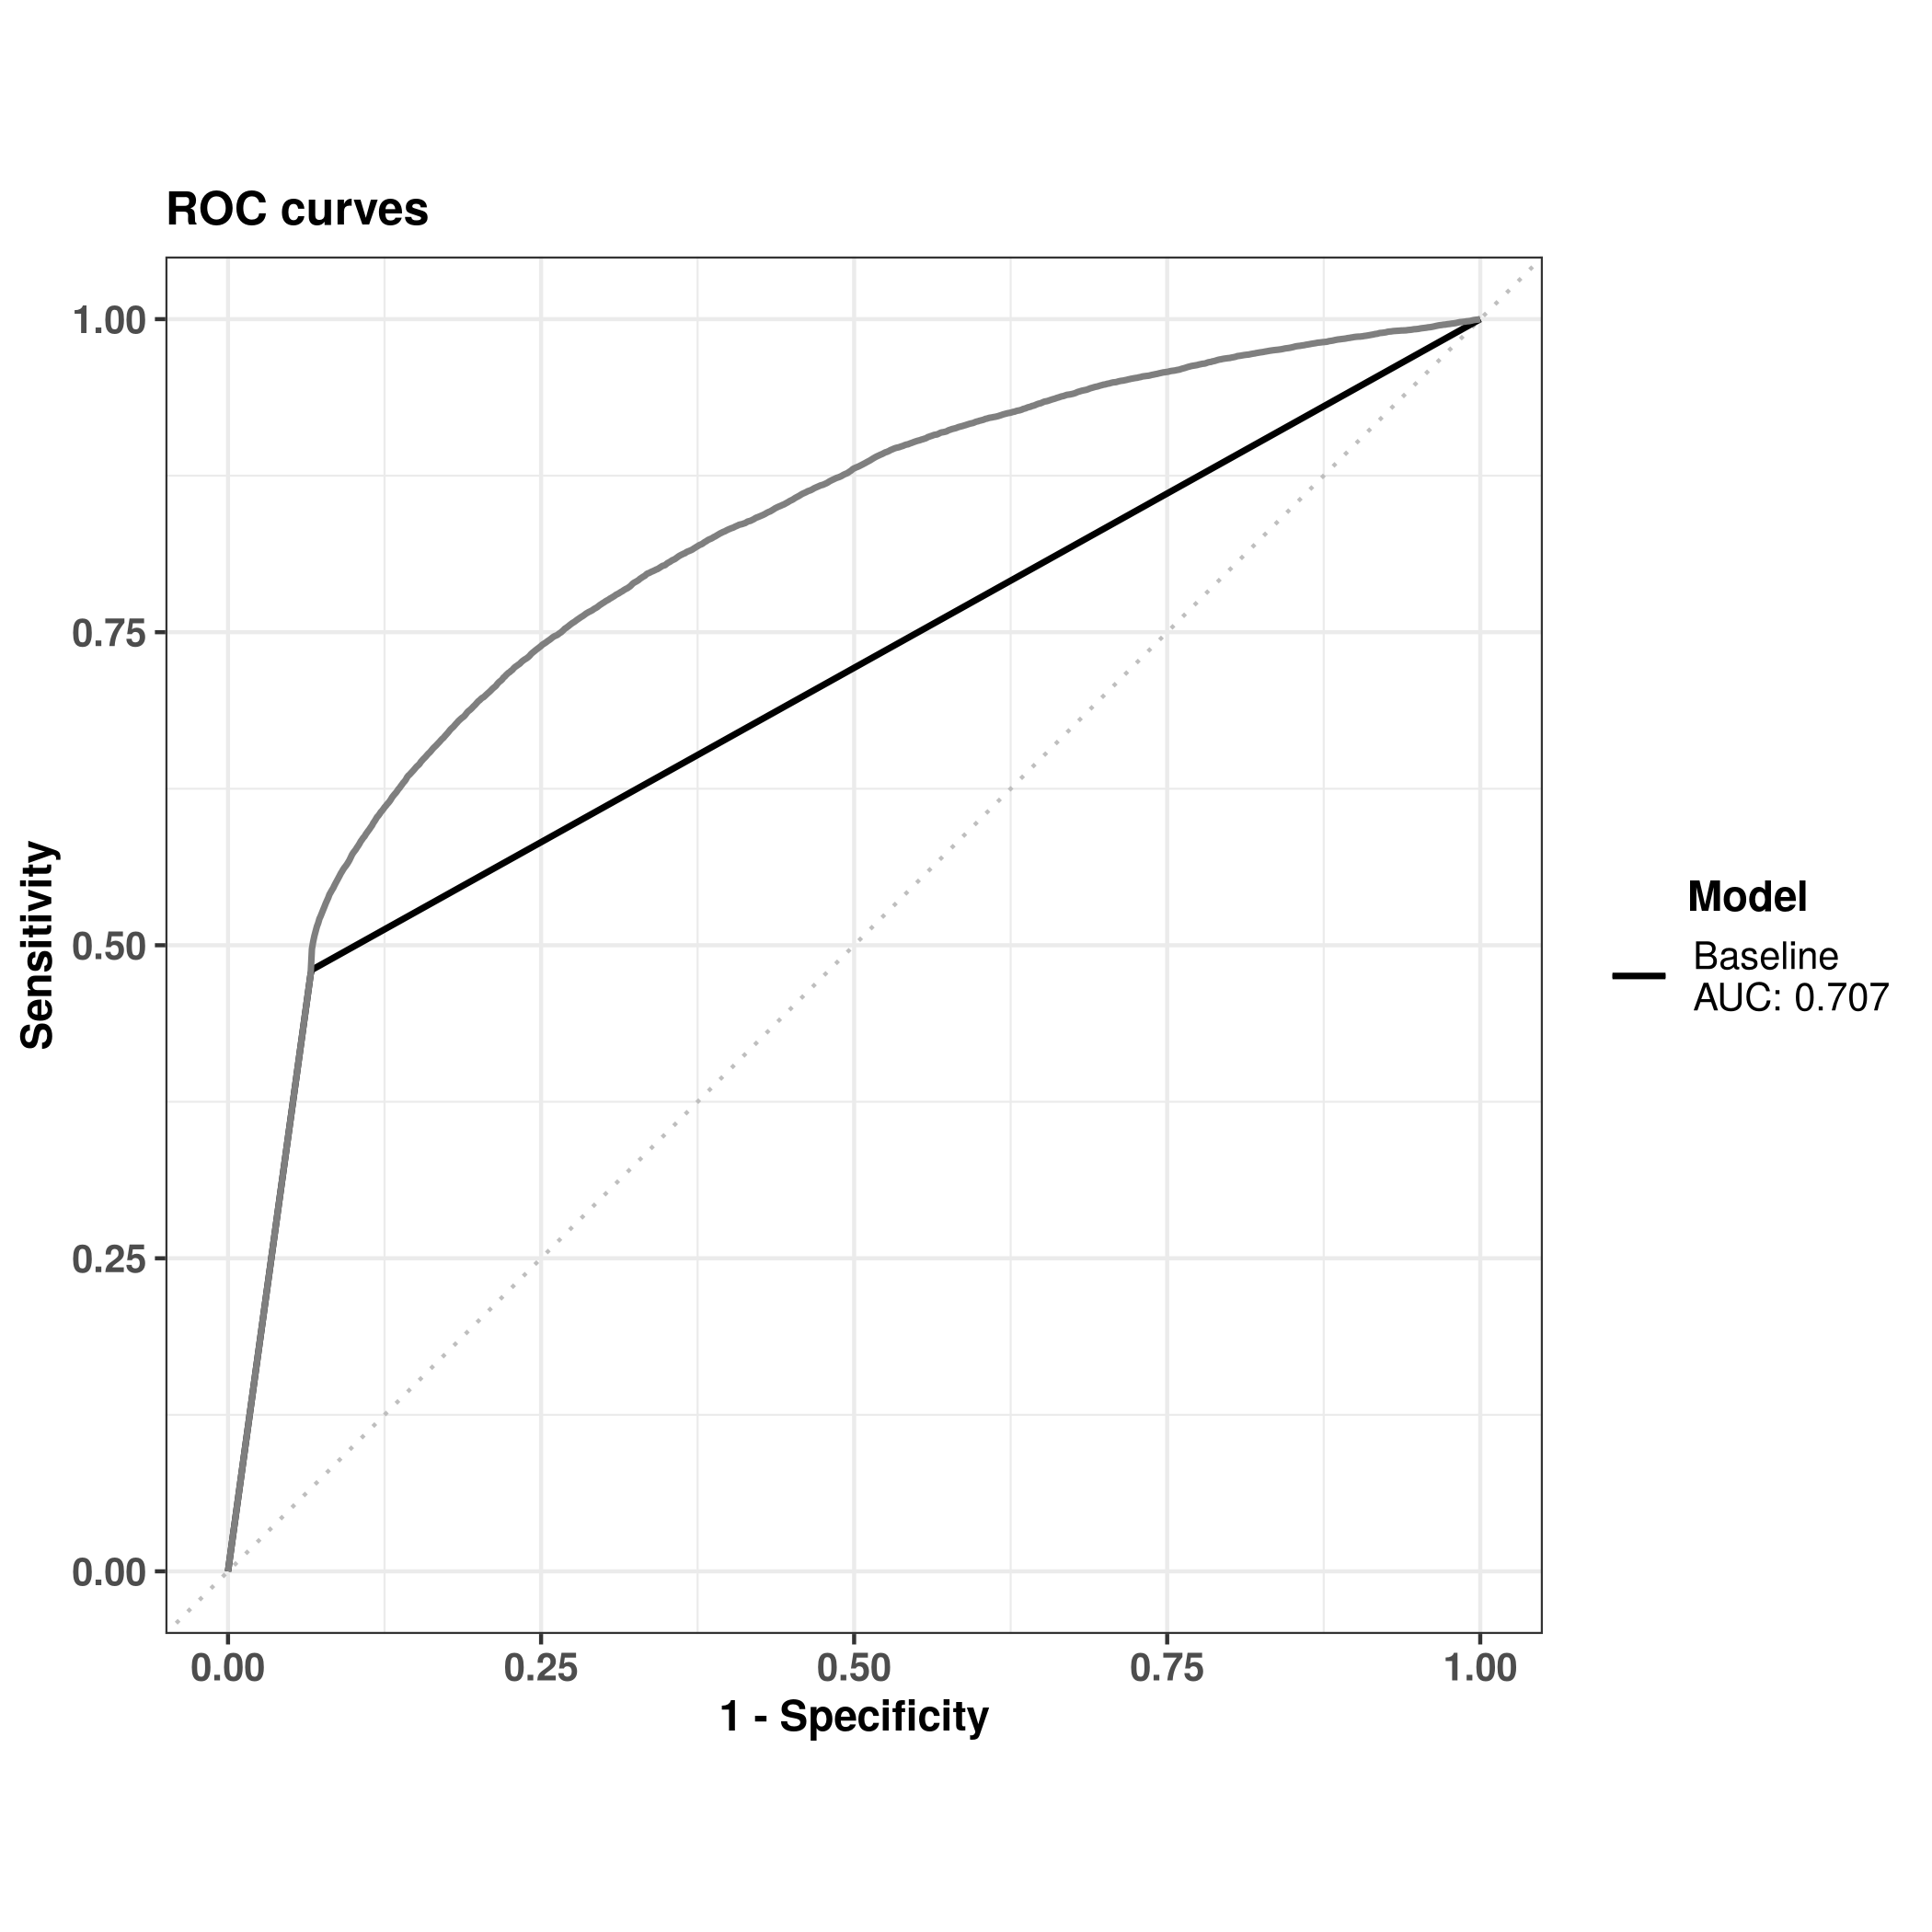 ROC curves
1.00
0.75
0.50
0.25
0.00
Sensitivity
0.00 0.25 0.50 0.75 1.00
1 - Specificity
Model
Baseline
AUC: 0.707